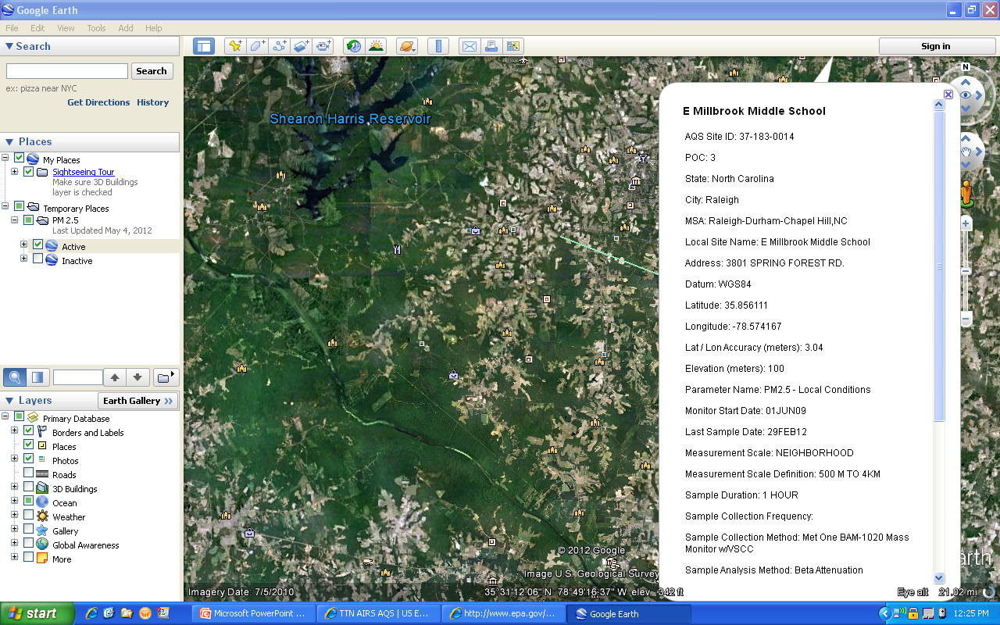 Google Earth
File Edit View Tools Add Help
Search
Search
ex: pizza near NYC
Get Directions History
Places
My Places
Sightseeing Tour
Make sure 3D Buildings
layer is checked
Temporary Places
PM 2.5
Last Updated May 4, 2012
Active
Inactive
Layers
Earth Gallery >>
Primary Database
Borders and Labels
Places
Photos
Roads
3D Buildings
Ocean
Weather
Gallery
Global Awareness
More
Sign in
N
Shearon Harris Reservoir
E Millbrook Middle School
AQS Site ID: 37-183-0014
POC: 3
State: North Carolina
City: Raleigh
MSA: Raleigh-Durham-Chapel Hill,NC
Local Site Name: E Millbrook Middle School
Address: 3801 SPRING FOREST RD.
Datum: WGS84
Latitude: 35.856111
Longitude: -78.574167
Lat / Lon Accuracy (meters): 3.04
Elevation (meters): 100
Parameter Name: PM2.5 - Local Conditions
Monitor Start Date: 01JUN09
Last Sample Date: 29FEB12
Measurement Scale: NEIGHBORHOOD
Measurement Scale Definition: 500 M TO 4KM
Sample Duration: 1 HOUR
Sample Collection Frequency:
Sample Collection Method: Met One BAM-1020 Mass
Monitor w/VSCC
Sample Analysis Method: Beta Attenuation
© 2012 Google
Image U.S. Geological Survey
earth
Imagery Date: 7/5/2010 35°31'12.06" N 78°49'16.37" W elev 342 ft Eye alt 21.02 mi
start
Microsoft PowerPoint ...
TTN AIRS AQS | US E...
http://www.epa.gov/...
Google Earth
12:25 PM